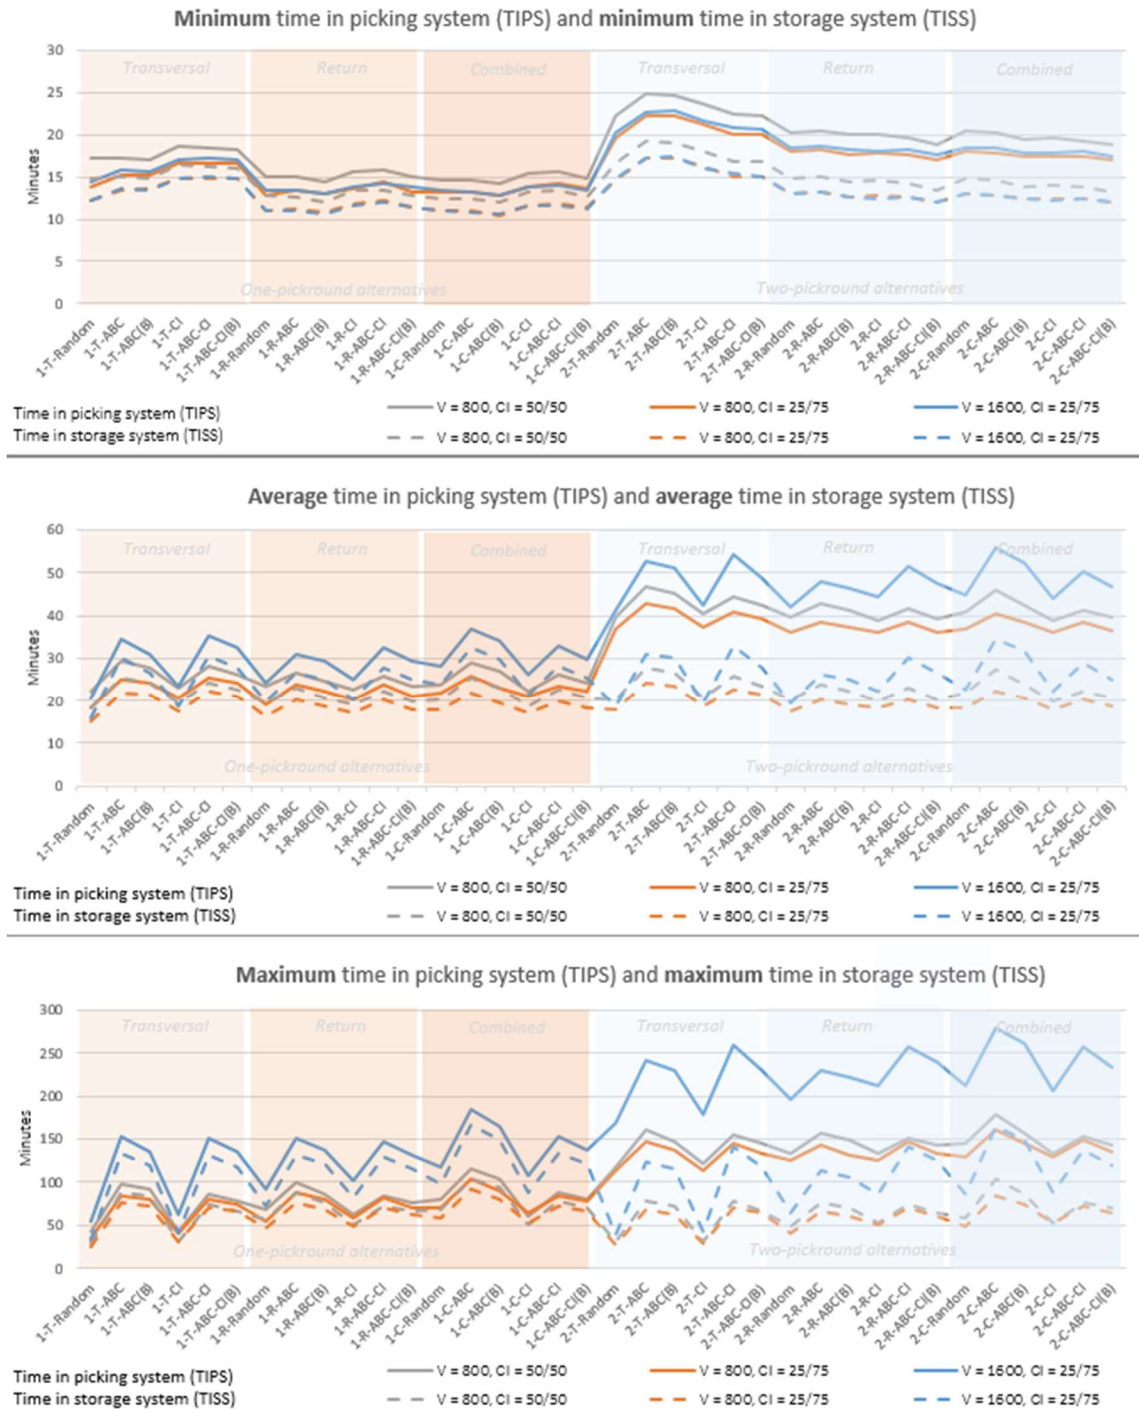 Minimum time in picking system (TIPS) and minimum time in storage system (TISS)
30
Transversal Return Combined Transversal Return Combined
25
20
Minutes
15
10
5
One-pickround alternatives Two-pickround alternatives
0
1-T-Random 1-T-ABC 1-T-ABC(B) 1-T-CI 1-T-ABC-CI 1-T-ABC-CI(B) 1-R-Random 1-R-ABC 1-R-ABC(B) 1-R-CI 1-R-ABC-CI 1-R-ABC-CI(B) 1-C-Random 1-C-ABC 1-C-ABC(B) 1-C-CI 1-C-ABC-CI 1-C-ABC-CI(B) 2-T-Random 2-T-ABC 2-T-ABC(B) 2-T-CI 2-T-ABC-CI 2-T-ABC-CI(B) 2-R-Random 2-R-ABC 2-R-ABC(B) 2-R-CI 2-R-ABC-CI 2-R-ABC-CI(B) 2-C-Random 2-C-ABC 2-C-ABC(B) 2-C-CI 2-C-ABC-CI 2-C-ABC-CI(B)
Time in picking system (TIPS) V = 800, CI = 50/50 V = 800, CI = 25/75 V = 1600, CI = 25/75
Time in storage system (TISS) V = 800, CI = 50/50 V = 800, CI = 25/75 V = 1600, CI = 25/75
Average time in picking system (TIPS) and average time in storage system (TISS)
60
Transversal Return Combined Transversal Return Combined
50
40
Minutes
30
20
10
One-pickround alternatives Two-pickround alternatives
0
1-T-Random 1-T-ABC 1-T-ABC(B) 1-T-CI 1-T-ABC-CI 1-T-ABC-CI(B) 1-R-Random 1-R-ABC 1-R-ABC(B) 1-R-CI 1-R-ABC-CI 1-R-ABC-CI(B) 1-C-Random 1-C-ABC 1-C-ABC(B) 1-C-CI 1-C-ABC-CI 1-C-ABC-CI(B) 2-T-Random 2-T-ABC 2-T-ABC(B) 2-T-CI 2-T-ABC-CI 2-T-ABC-CI(B) 2-R-Random 2-R-ABC 2-R-ABC(B) 2-R-CI 2-R-ABC-CI 2-R-ABC-CI(B) 2-C-Random 2-C-ABC 2-C-ABC(B) 2-C-CI 2-C-ABC-CI 2-C-ABC-CI(B)
Time in picking system (TIPS) V = 800, CI = 50/50 V = 800, CI = 25/75 V = 1600, CI = 25/75
Time in storage system (TISS) V = 800, CI = 50/50 V = 800, CI = 25/75 V = 1600, CI = 25/75
Maximum time in picking system (TIPS) and maximum time in storage system (TISS)
300
Transversal Return Combined Transversal Return Combined
250
200
Minutes
150
100
50
One-pickround alternatives Two-pickround alternatives
0
1-T-Random 1-T-ABC 1-T-ABC(B) 1-T-CI 1-T-ABC-CI 1-T-ABC-CI(B) 1-R-Random 1-R-ABC 1-R-ABC(B) 1-R-CI 1-R-ABC-CI 1-R-ABC-CI(B) 1-C-Random 1-C-ABC 1-C-ABC(B) 1-C-CI 1-C-ABC-CI 1-C-ABC-CI(B) 2-T-Random 2-T-ABC 2-T-ABC(B) 2-T-CI 2-T-ABC-CI 2-T-ABC-CI(B) 2-R-Random 2-R-ABC 2-R-ABC(B) 2-R-CI 2-R-ABC-CI 2-R-ABC-CI(B) 2-C-Random 2-C-ABC 2-C-ABC(B) 2-C-CI 2-C-ABC-CI 2-C-ABC-CI(B)
Time in picking system (TIPS) V = 800, CI = 50/50 V = 800, CI = 25/75 V = 1600, CI = 25/75
Time in storage system (TISS) V = 800, CI = 50/50 V = 800, CI = 25/75 V = 1600, CI = 25/75